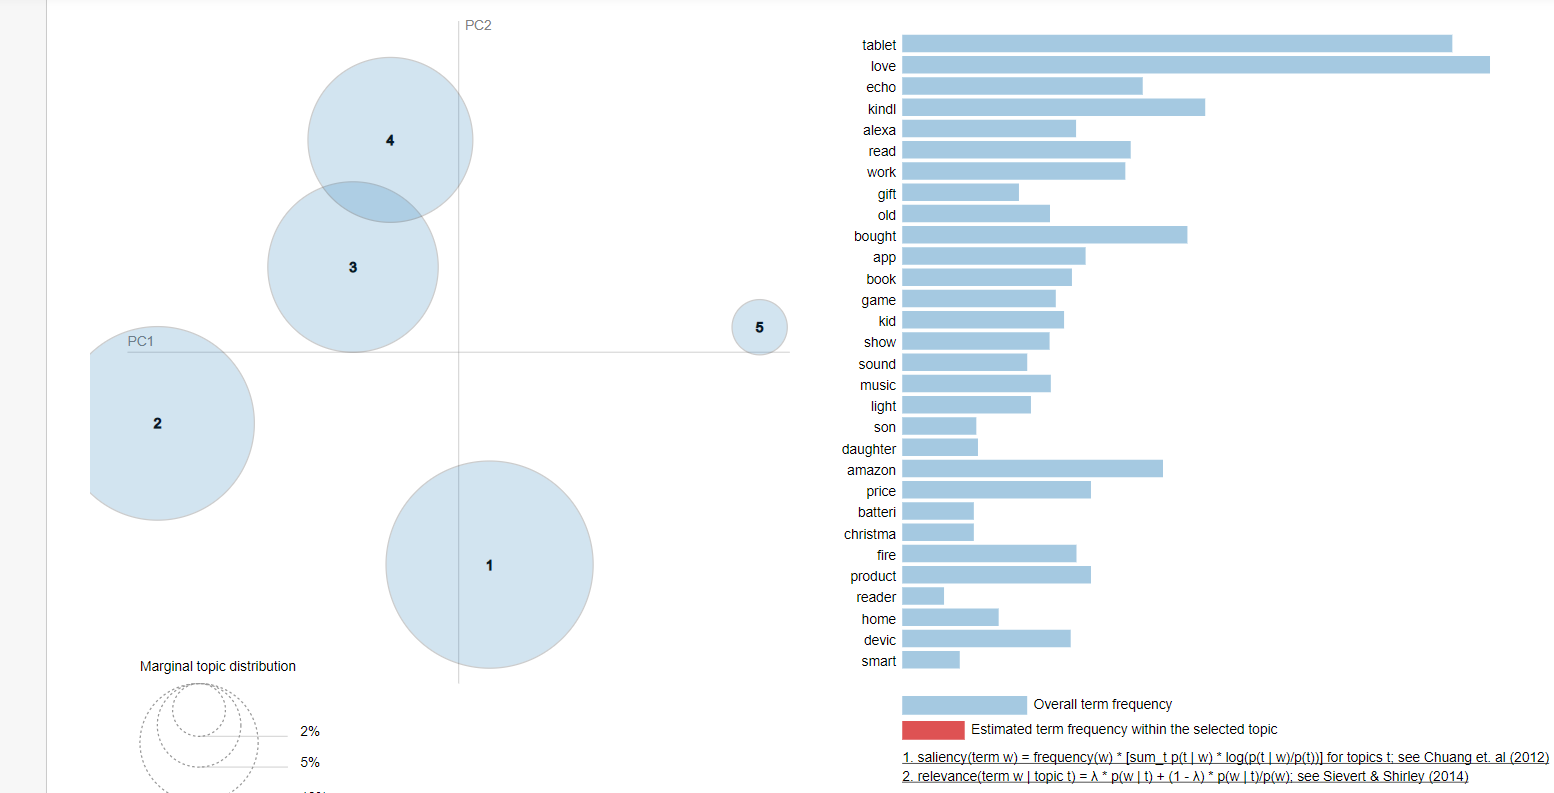 PC2
4
3
5
PC1
2
1
Marginal topic distribution
2%
5%
tablet
love
echo
kindl
alexa
read
work
gift
old
bought
app
book
game
kid
show
sound
music
light
son
daughter
amazon
price
batteri
christma
fire
product
reader
home
devic
smart
Overall term frequency
Estimated term frequency within the selected topic
1. saliency(term w) = frequency(w) * [sum_t p(t | w) * log(p(t | w)/p(t))] for topics t; see Chuang et. al (2012)
2. relevance(term w | topic t) = λ * p(w | t) + (1 - λ) * p(w | t)/p(w); see Sievert & Shirley (2014)